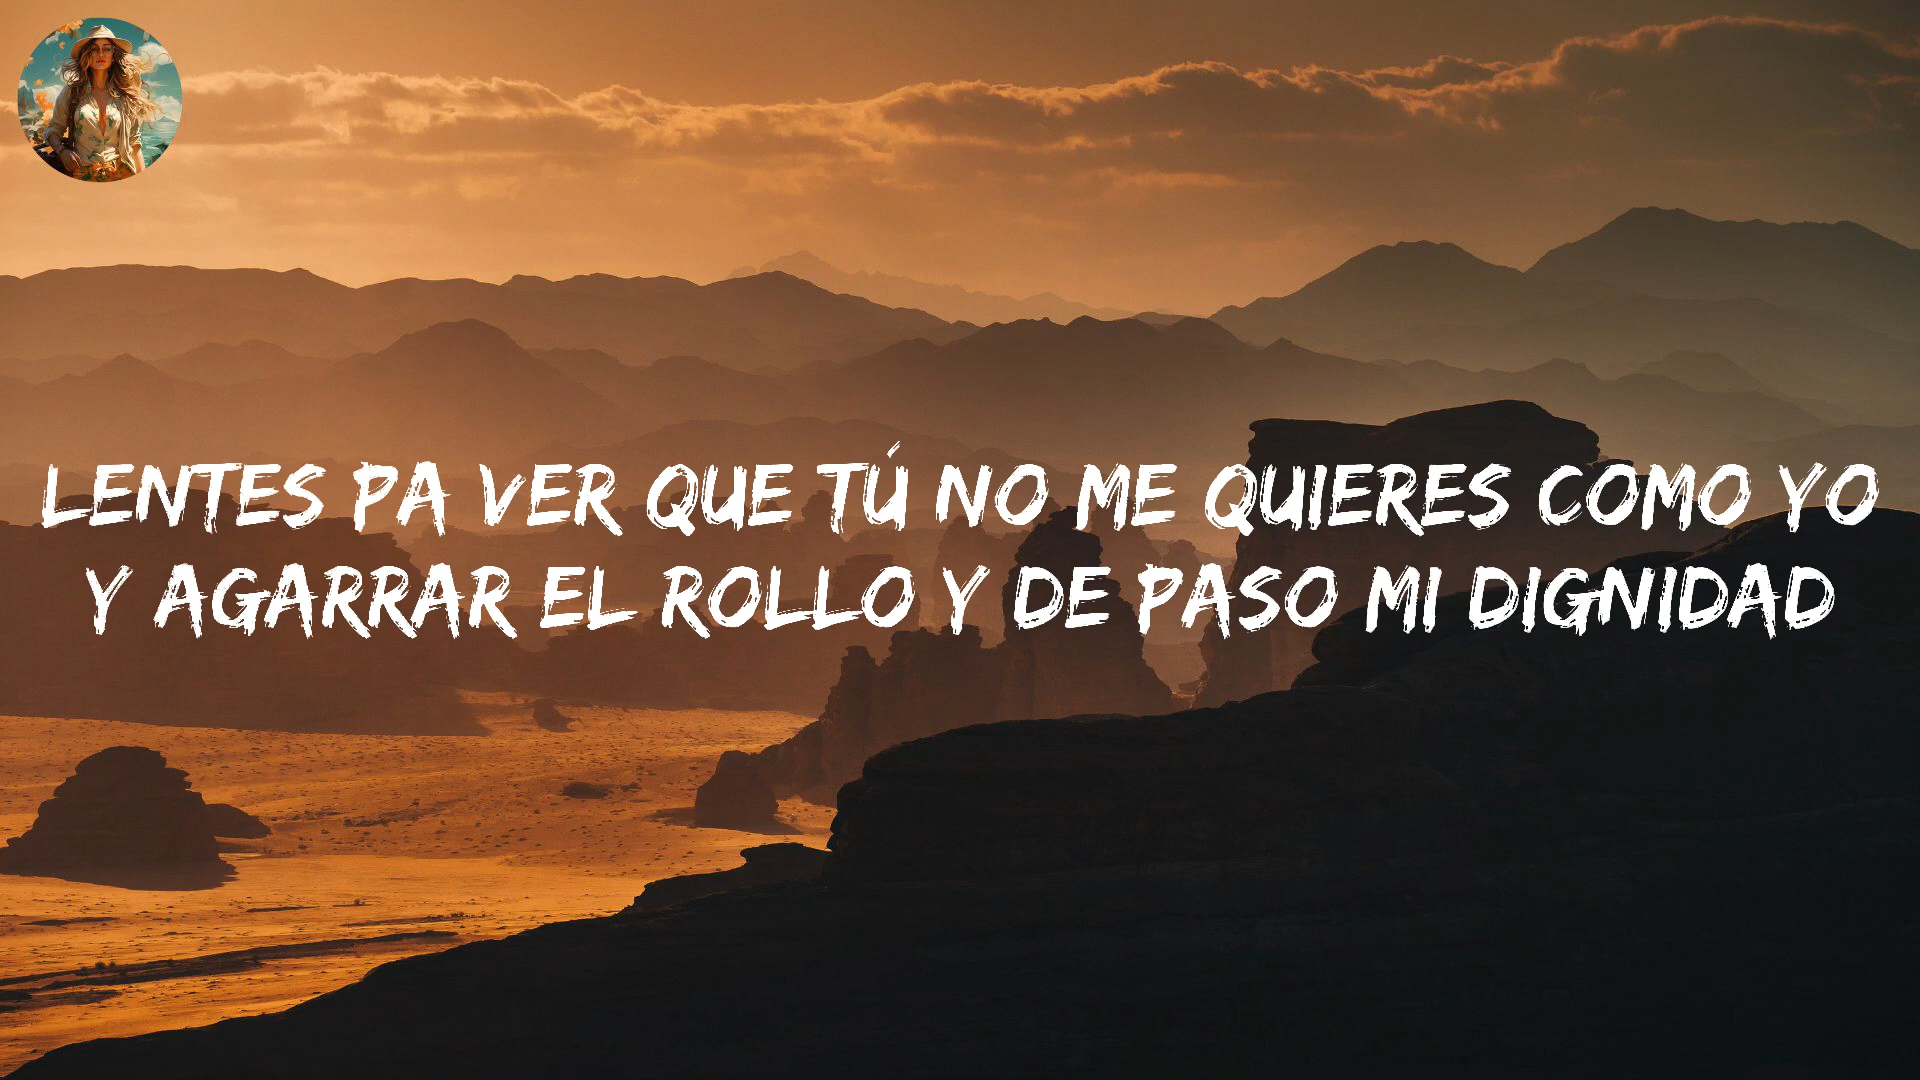 LENTES PA VER QUE TÚ NO ME QUIERES COMO YO
Y AGARRAR EL ROLLO Y DE PASO MI DIGNIDAD